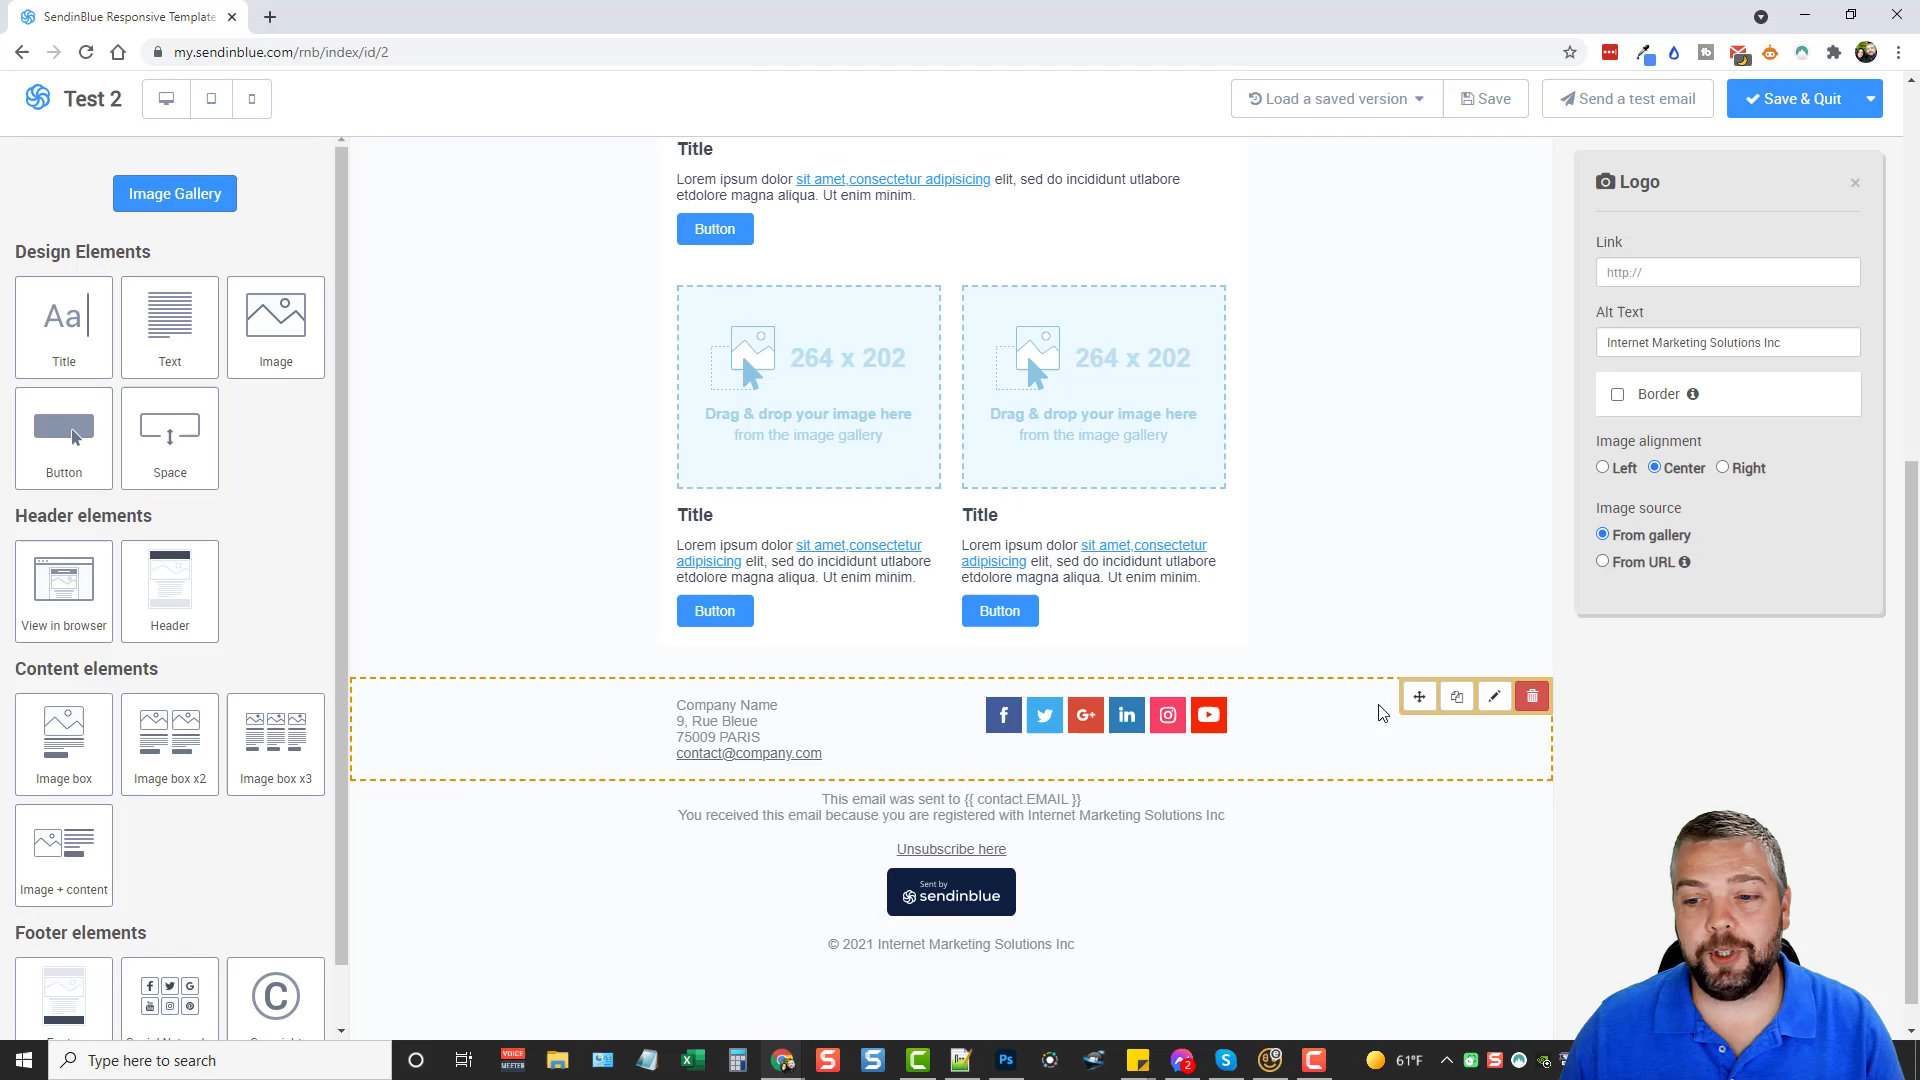 SendinBlue Responsive Template
my.sendinblue.com/rnb/index/id/2
Test 2
Load a saved version
Save
Send a test email
Save & Quit
Image Gallery
Design Elements
Aa
Title
Text
Image
Button
Space
Header elements
View in browser
Header
Content elements
Image box
Image box x2
Image box x3
Image + content
Footer elements
Title
Lorem ipsum dolor sit amet,consectetur adipisicing elit, sed do incididunt utlabore
etdolore magna aliqua. Ut enim minim.
Button
264 x 202
Drag & drop your image here
from the image gallery
264 x 202
Drag & drop your image here
from the image gallery
Title
Lorem ipsum dolor sit amet,consectetur
adipisicing elit, sed do incididunt utlabore
etdolore magna aliqua. Ut enim minim.
Button
Title
Lorem ipsum dolor sit amet,consectetur
adipisicing elit, sed do incididunt utlabore
etdolore magna aliqua. Ut enim minim.
Button
Company Name
9, Rue Bleue
75009 PARIS
contact@company.com
This email was sent to {{ contact.EMAIL }}
You received this email because you are registered with Internet Marketing Solutions Inc
Unsubscribe here
Sent by
sendinblue
© 2021 Internet Marketing Solutions Inc
Logo
Link
http://
Alt Text
Internet Marketing Solutions Inc
Border
Image alignment
Left
Center
Right
Image source
From gallery
From URL
Type here to search
VOICE
MEETER
Ps
2
61°F